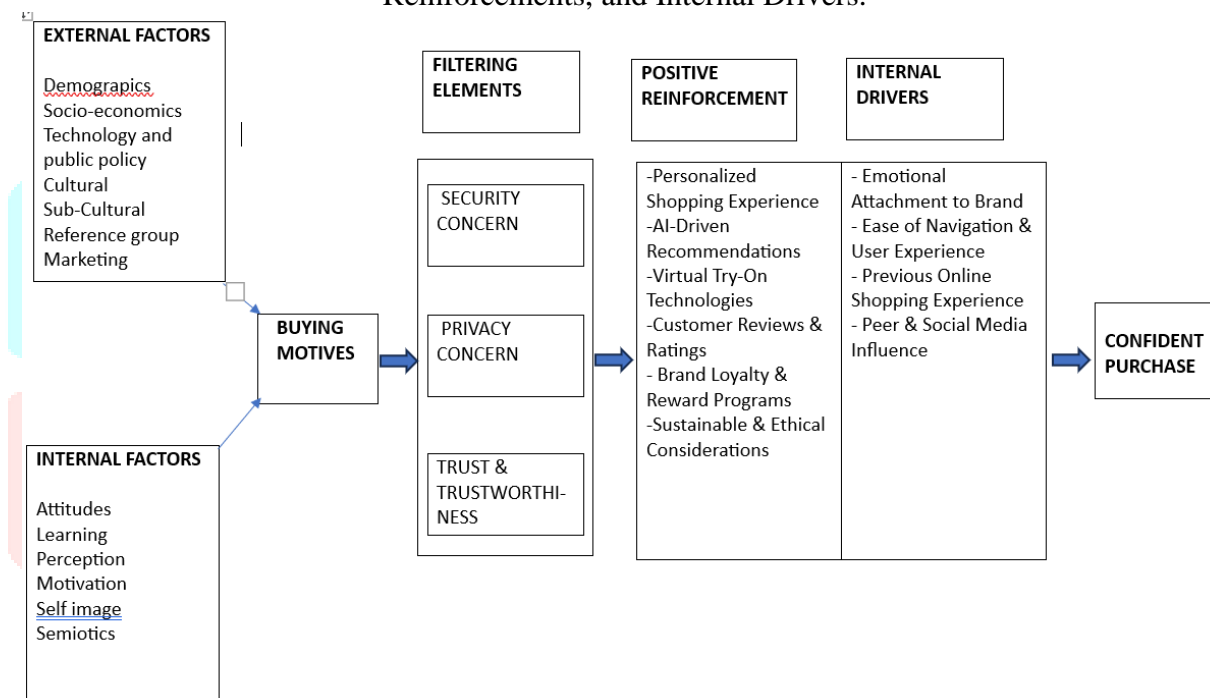 Reinforcements, and Internal Drivers.
EXTERNAL FACTORS
Demograpics
Socio-economics
Technology and
public policy
Cultural
Sub-Cultural
Reference group
Marketing
INTERNAL FACTORS
Attitudes
Learning
Perception
Motivation
Self image
Semiotics
BUYING
MOTIVES
FILTERING
ELEMENTS
SECURITY
CONCERN
PRIVACY
CONCERN
TRUST &
TRUSTWORTHI-
NESS
POSITIVE
REINFORCEMENT
-Personalized
Shopping Experience
-AI-Driven
Recommendations
-Virtual Try-On
Technologies
-Customer Reviews &
Ratings
- Brand Loyalty &
Reward Programs
-Sustainable & Ethical
Considerations
INTERNAL
DRIVERS
- Emotional
Attachment to Brand
- Ease of Navigation &
User Experience
- Previous Online
Shopping Experience
- Peer & Social Media
Influence
CONFIDENT
PURCHASE